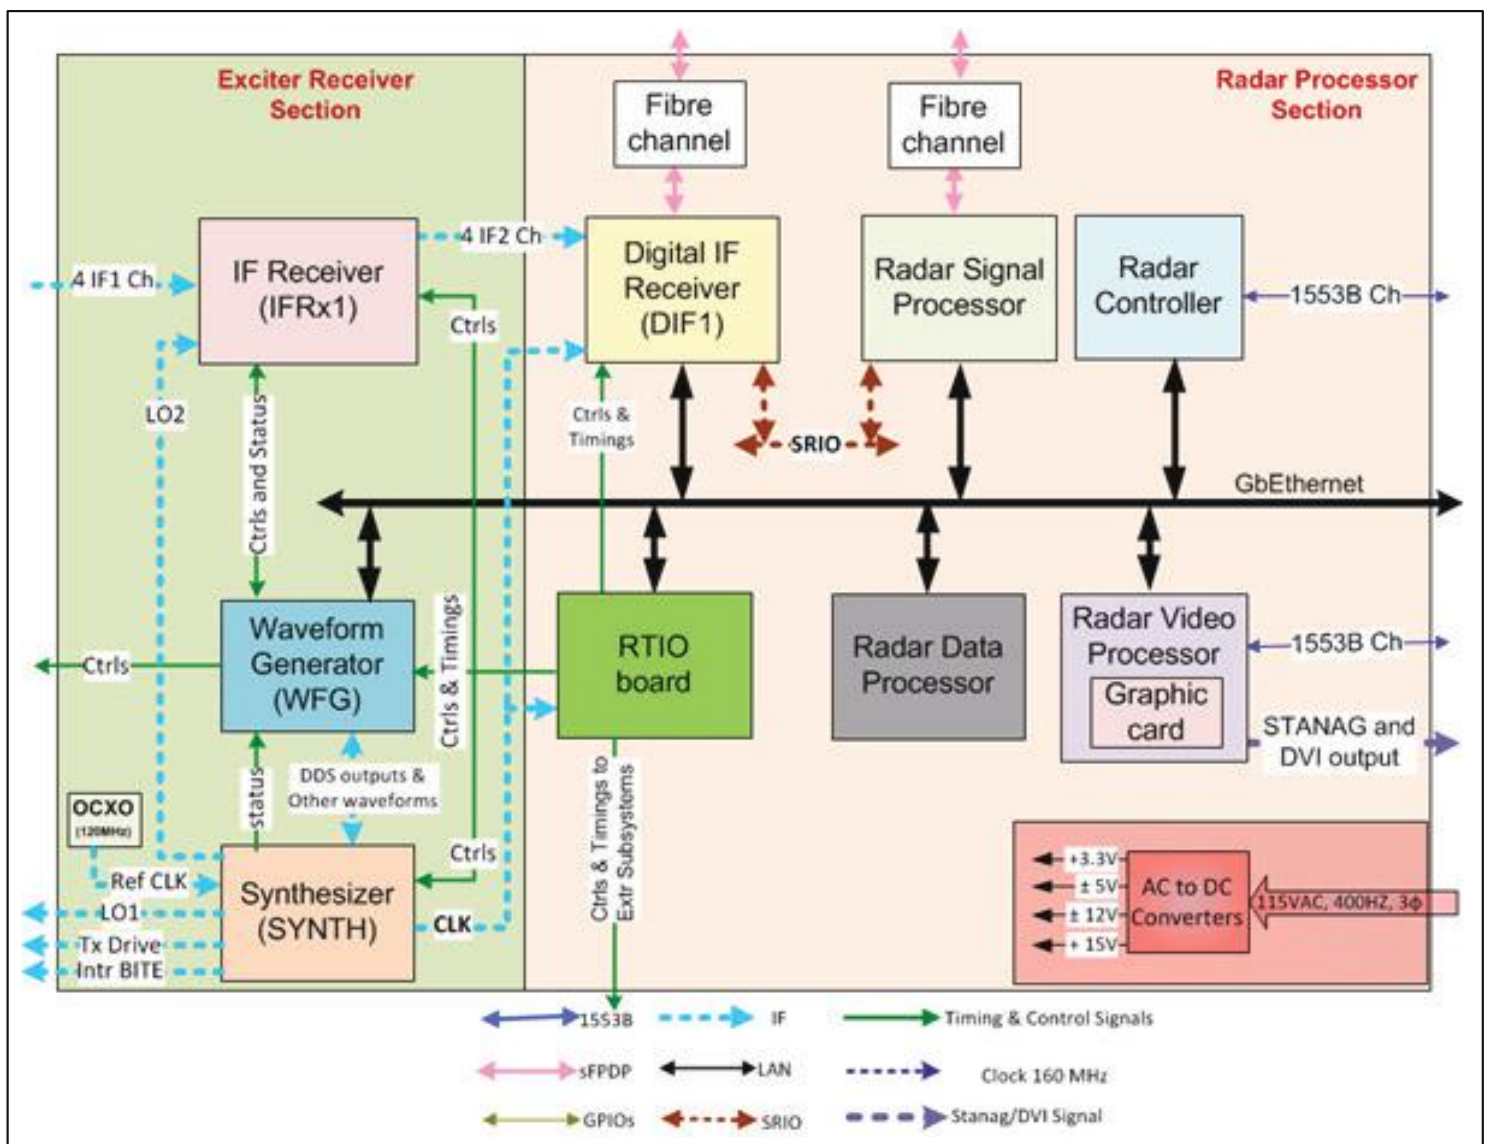 Exciter Receiver
Section
Radar Processor
Section
Fibre
channel
Fibre
channel
4 IF1 Ch
IF Receiver
(IFRx1)
4 IF2 Ch
Digital IF
Receiver
(DIF1)
Radar Signal
Processor
Radar
Controller
1553B Ch
Ctrls
LO2
Ctrls and Status
Ctrls &
Timings
SRIO
GbEthernet
Ctrls
Waveform
Generator
(WFG)
Ctrls & Timings
RTIO
board
Radar Data
Processor
Radar Video
Processor
Graphic
card
1553B Ch
STANAG and
DVI output
status
DDS outputs &
Other waveforms
OCXO
(120MHz)
Ref CLK
Synthesizer
(SYNTH)
Ctrls
CLK
LO1
Tx Drive
Intr BITE
Ctrls & Timings to
Extr Subsystems
+3.3V
± 5V
± 12V
+ 15V
AC to DC
Converters
115VAC, 400HZ, 3ϕ
1553B
IF
Timing & Control Signals
sFPDP
LAN
Clock 160 MHz
GPIOs
SRIO
Stanag/DVI Signal